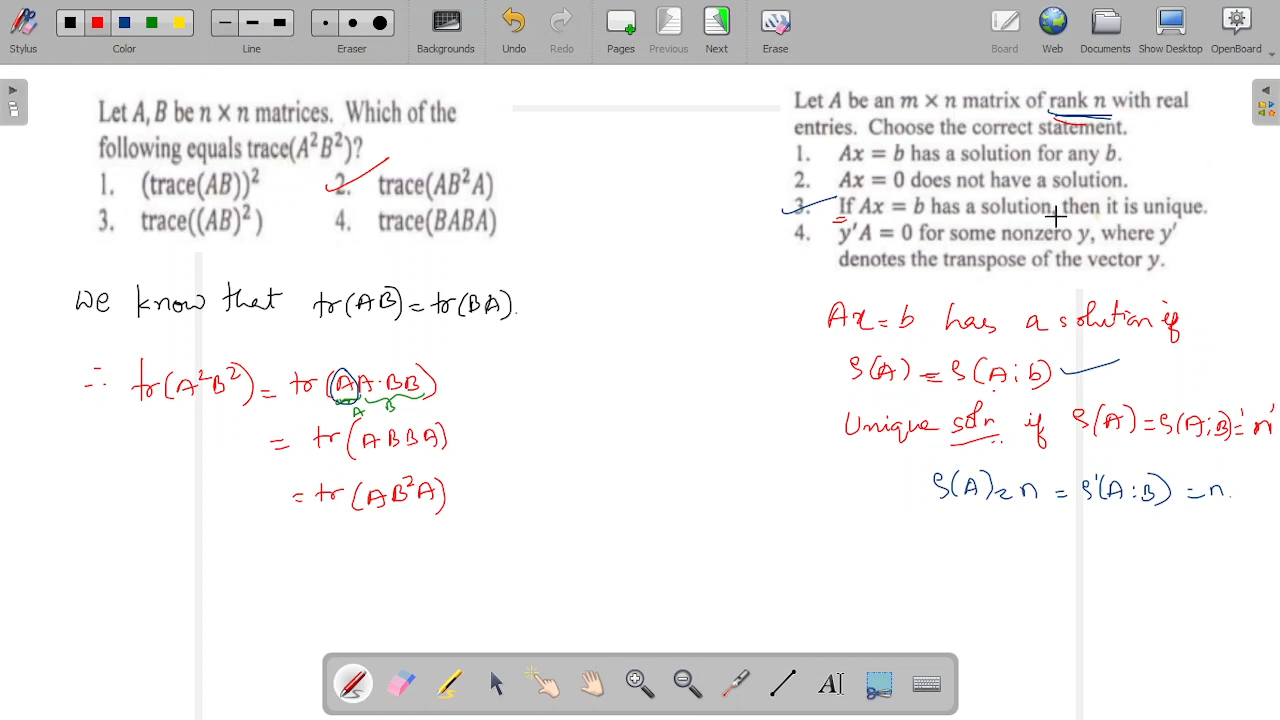 Stylus Color Line Eraser Backgrounds Undo Redo Pages Previous Next Erase Board Web Documents Show Desktop OpenBoard
Let A, B be n × n matrices. Which of the
following equals trace(A²B²)?
1. (trace(AB))² 2. trace(AB²A)
3. trace((AB)²) 4. trace(BABA)
We know that tr(AB)=tr(BA).
∴ tr(A²B²) = tr(AA·BB)
A B
= tr(ABBA)
= tr(AB²A)
Let A be an m × n matrix of rank n with real
entries. Choose the correct statement.
1. Ax = b has a solution for any b.
2. Ax = 0 does not have a solution.
3. If Ax = b has a solution, then it is unique.
4. y′A = 0 for some nonzero y, where y′
denotes the transpose of the vector y.
Ax = b has a solution if
ρ(A) = ρ(A:b)
Unique soln if ρ(A)=ρ(A:B)='n'
ρ(A)=n = ρ(A:B) =n.